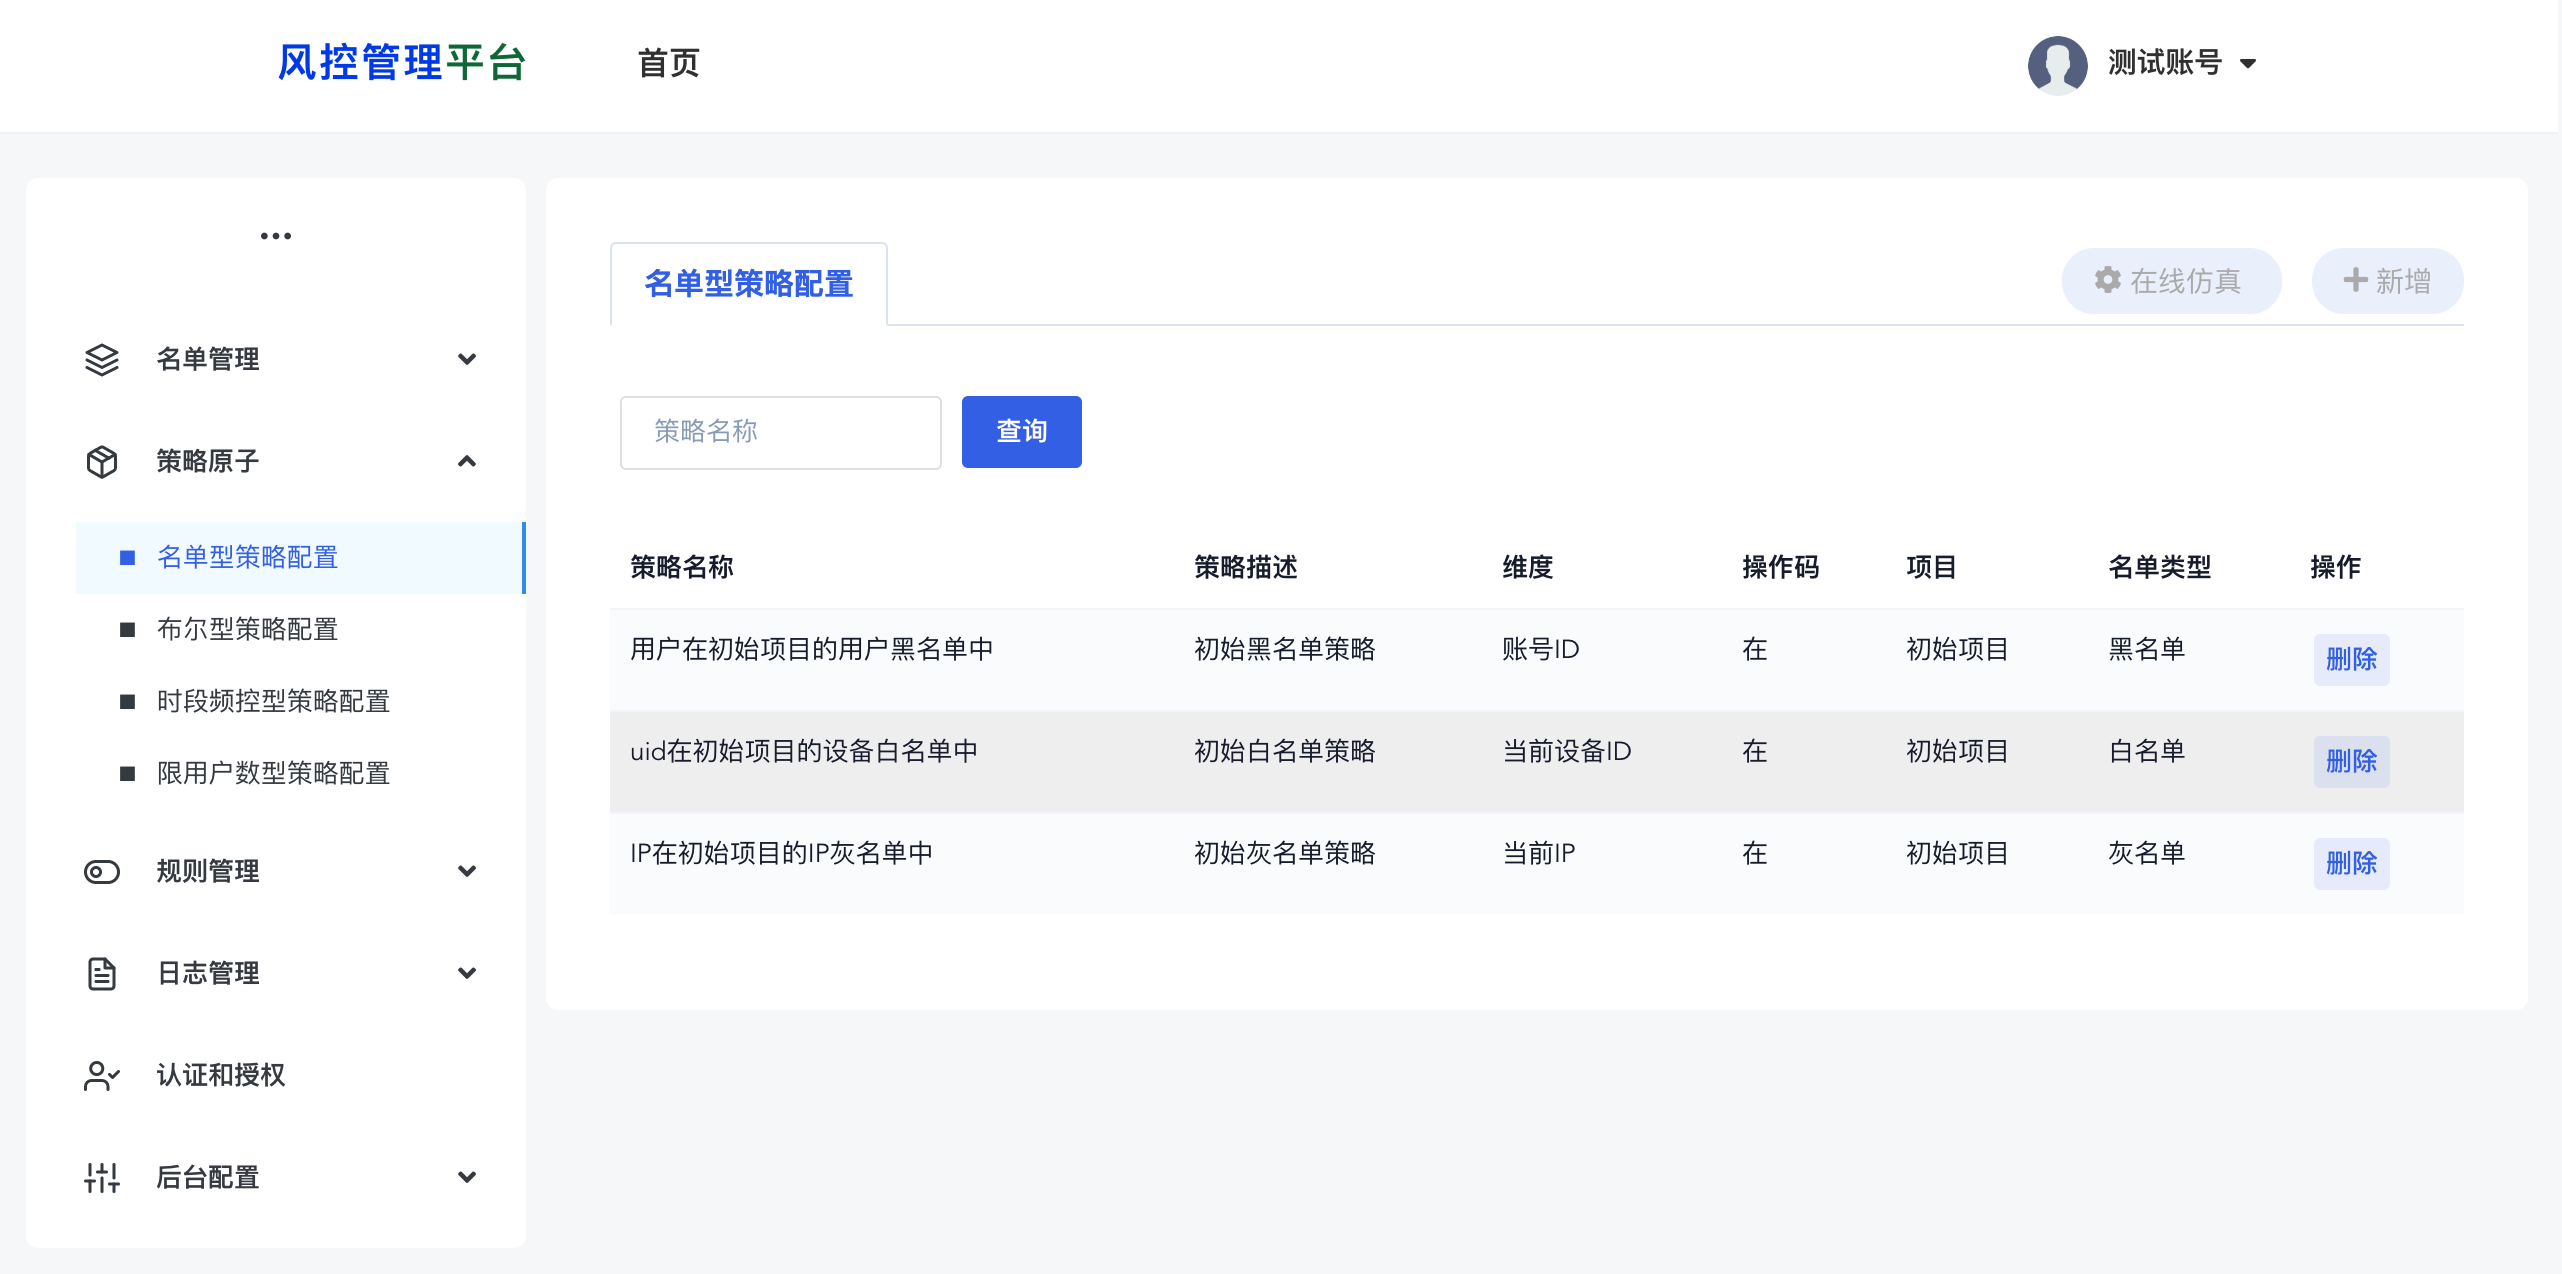 风控管理平台 首页 测试账号
名单管理
策略原子
名单型策略配置
布尔型策略配置
时段频控型策略配置
限用户数型策略配置
规则管理
日志管理
认证和授权
后台配置
名单型策略配置 在线仿真 新增
策略名称 查询
策略名称 策略描述 维度 操作码 项目 名单类型 操作
用户在初始项目的用户黑名单中 初始黑名单策略 账号ID 在 初始项目 黑名单 删除
uid在初始项目的设备白名单中 初始白名单策略 当前设备ID 在 初始项目 白名单 删除
IP在初始项目的IP灰名单中 初始灰名单策略 当前IP 在 初始项目 灰名单 删除